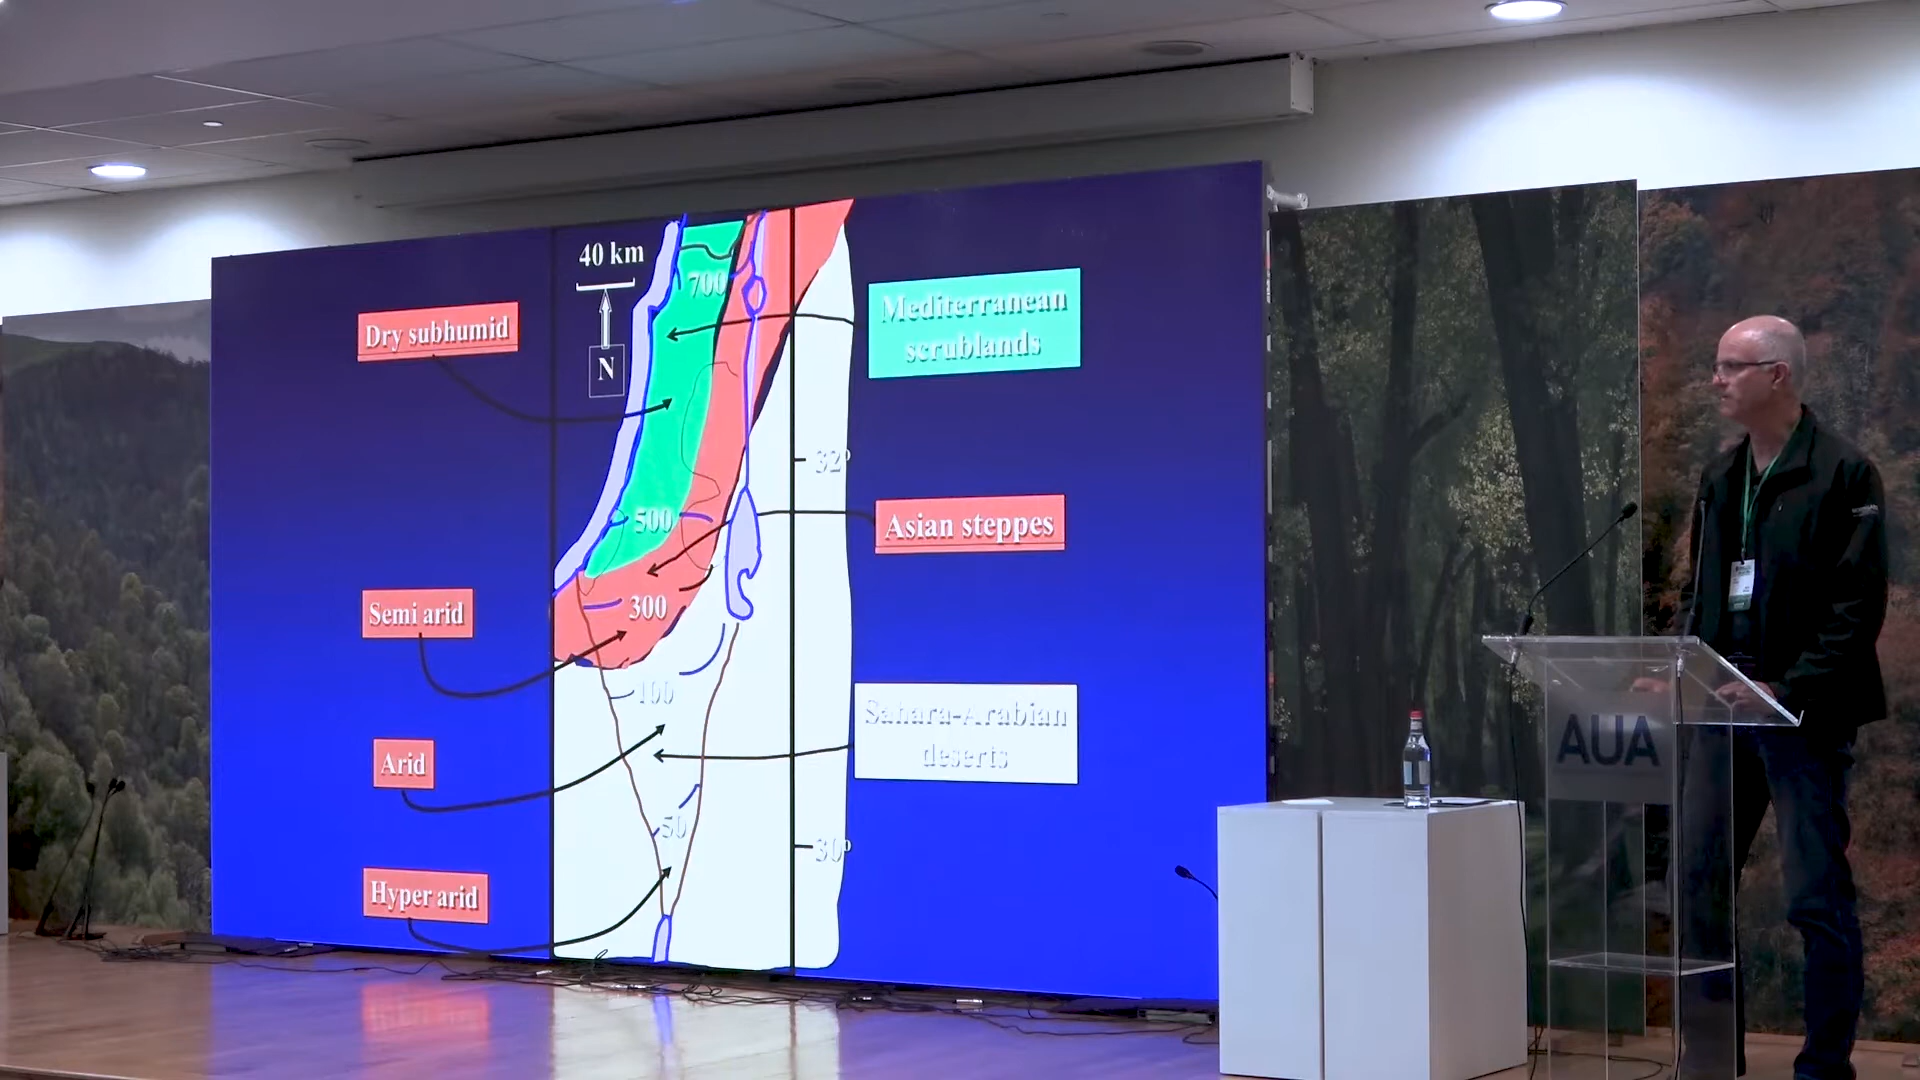 40 km
N
700
Dry subhumid
Mediterranean
scrublands
32°
500
Asian steppes
Semi arid
300
100
Sahara-Arabian
deserts
Arid
50
30°
Hyper arid
AUA